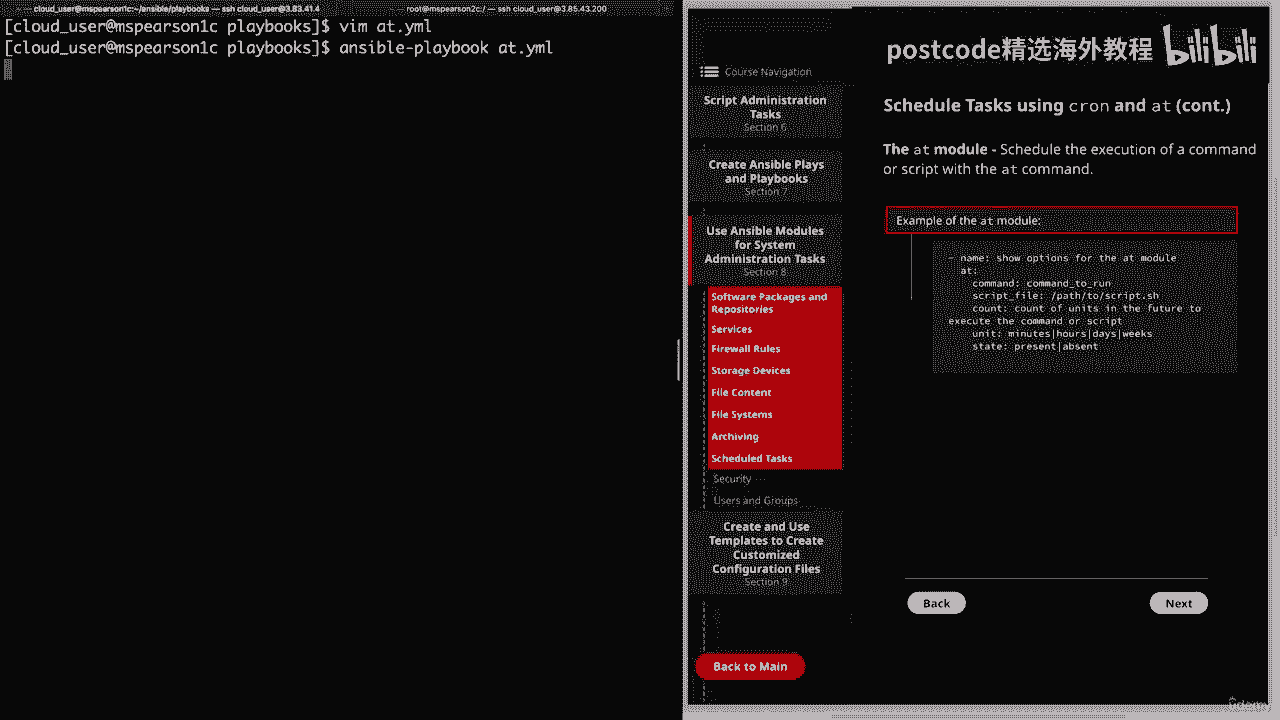 cloud_user@mspearson1c:~/ansible/playbooks — ssh cloud_user@3.83.41.4
root@mspearson2c:/ — ssh cloud_user@3.85.43.200
[cloud_user@mspearson1c playbooks]$ vim at.yml
[cloud_user@mspearson1c playbooks]$ ansible-playbook at.yml
postcode精选海外教程 bilibili
Course Navigation
Script Administration
Tasks
Section 6
Create Ansible Plays
and Playbooks
Section 7
Use Ansible Modules
for System
Administration Tasks
Section 8
Software Packages and
Repositories
Services
Firewall Rules
Storage Devices
File Content
File Systems
Archiving
Scheduled Tasks
Security
Users and Groups
Create and Use
Templates to Create
Customized
Configuration Files
Section 9
Back to Main
Schedule Tasks using cron and at (cont.)
The at module - Schedule the execution of a command
or script with the at command.
Example of the at module:
- name: show options for the at module
at:
command: command_to_run
script_file: /path/to/script.sh
count: count of units in the future to
execute the command or script
unit: minutes|hours|days|weeks
state: present|absent
Back
Next
Udemy